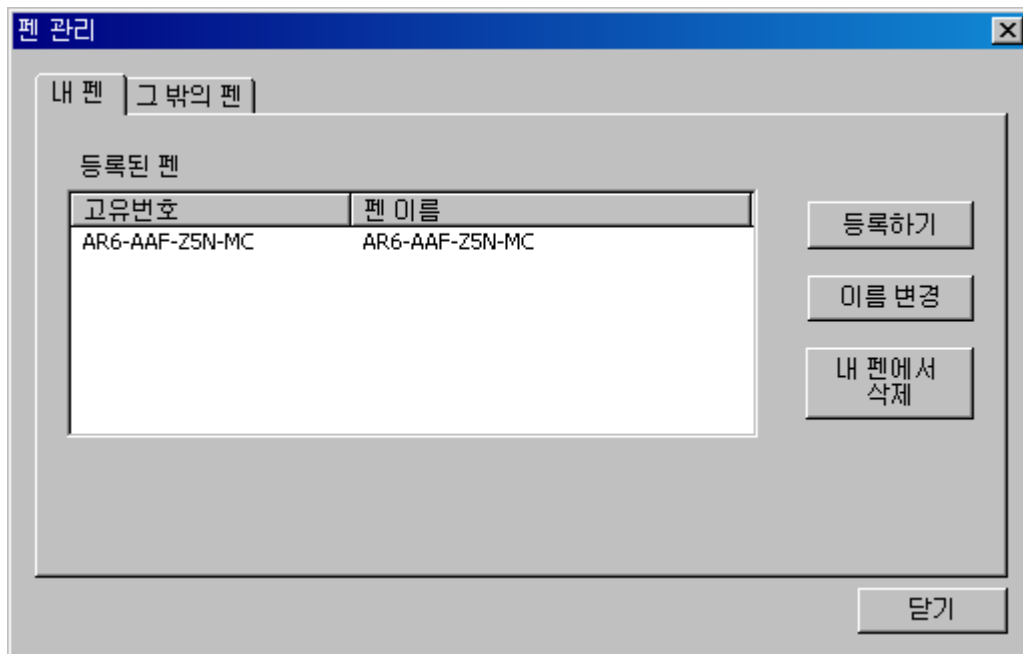 펜 관리
내 펜 그 밖의 펜
등록된 펜
고유번호 펜 이름
AR6-AAF-Z5N-MC AR6-AAF-Z5N-MC
등록하기
이름 변경
내 펜에서
삭제
닫기